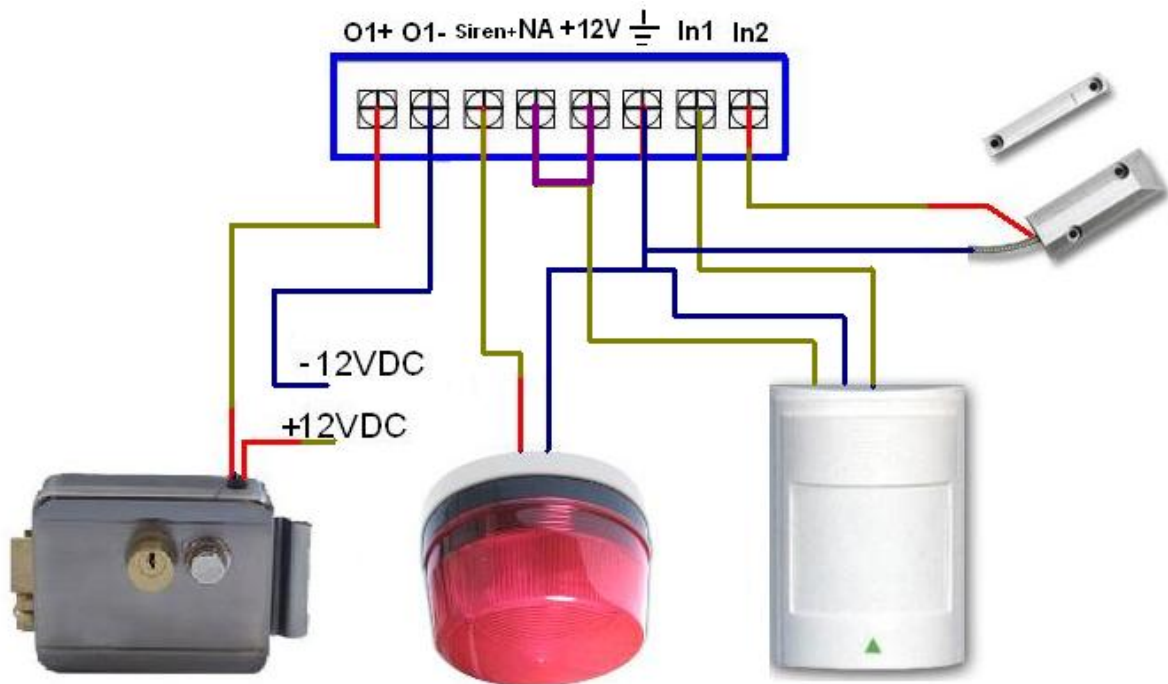 O1+ O1- Siren+ NA +12V ⏚ In1 In2
-12VDC
+12VDC